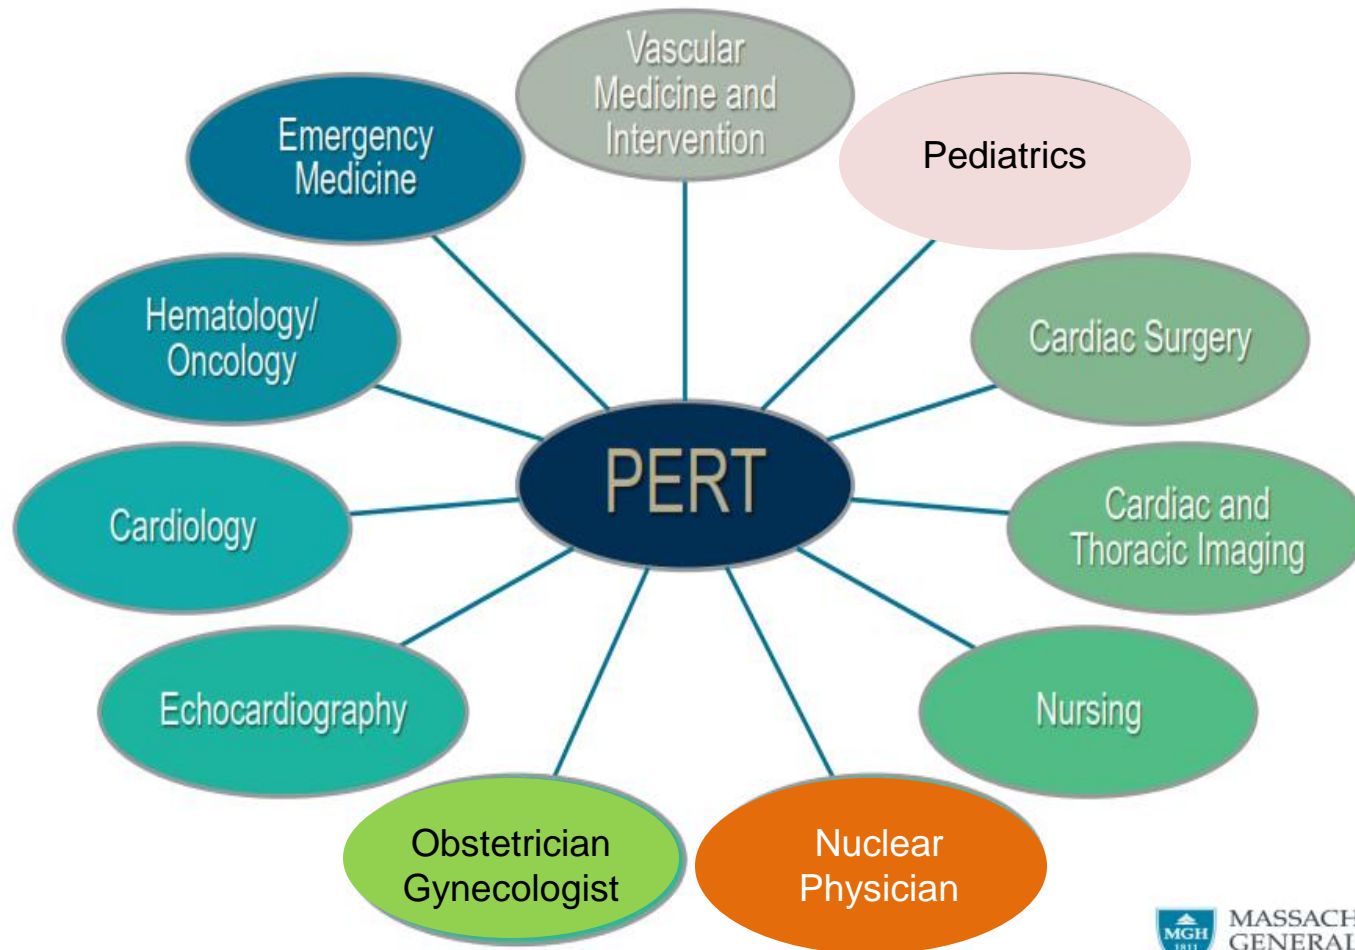 Vascular
Medicine and
Intervention
Emergency
Medicine
Pediatrics
Hematology/
Oncology
Cardiac Surgery
PERT
Cardiology
Cardiac and
Thoracic Imaging
Echocardiography
Nursing
Obstetrician
Gynecologist
Nuclear
Physician
MGH
1811
MASSACH
GENERAL